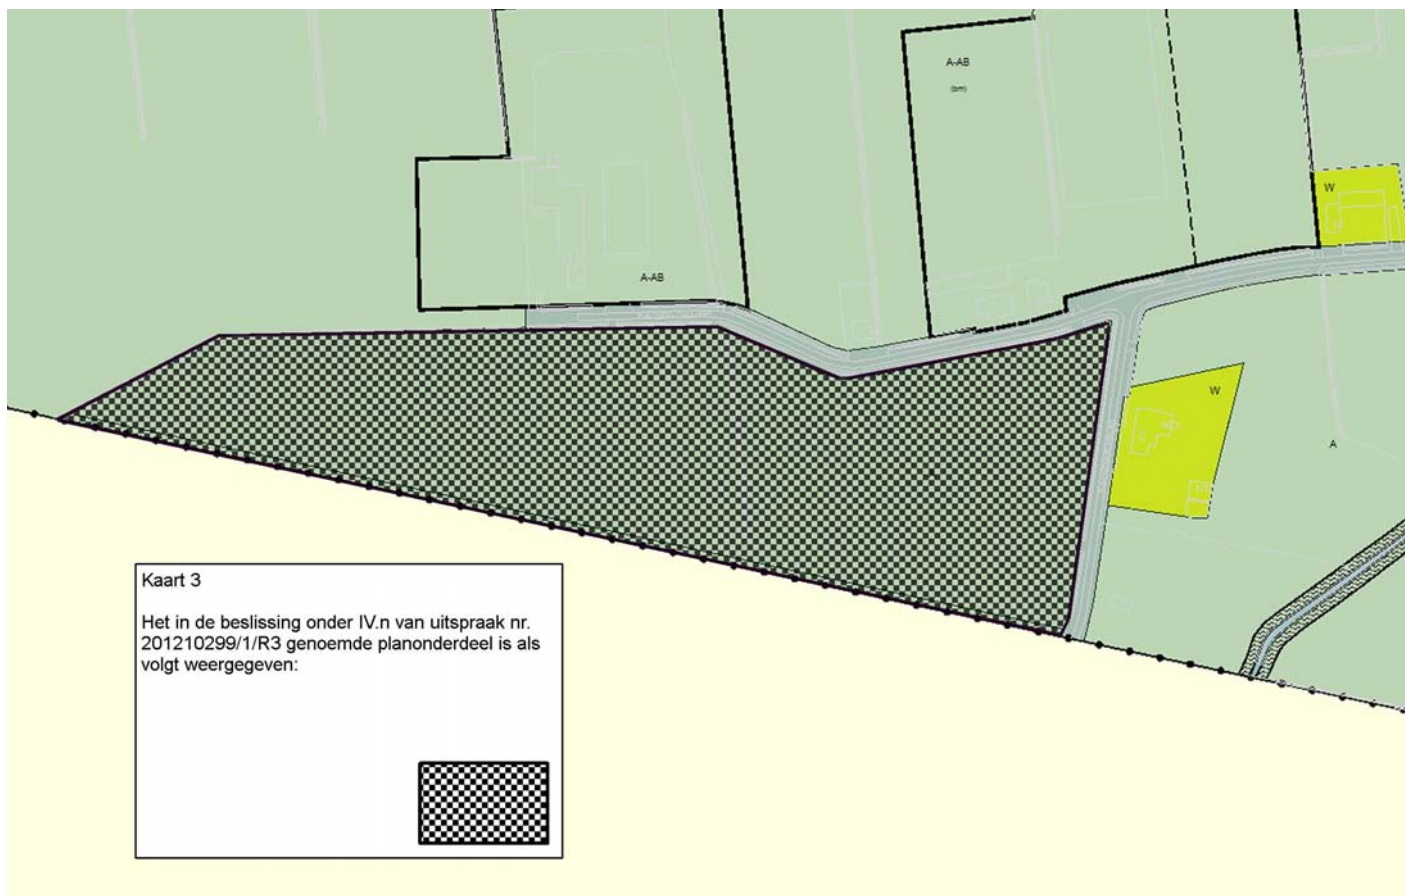 A-AB
(bm)
W
A-AB
W
A
Kaart 3
Het in de beslissing onder IV.n van uitspraak nr.
201210299/1/R3 genoemde planonderdeel is als
volgt weergegeven: